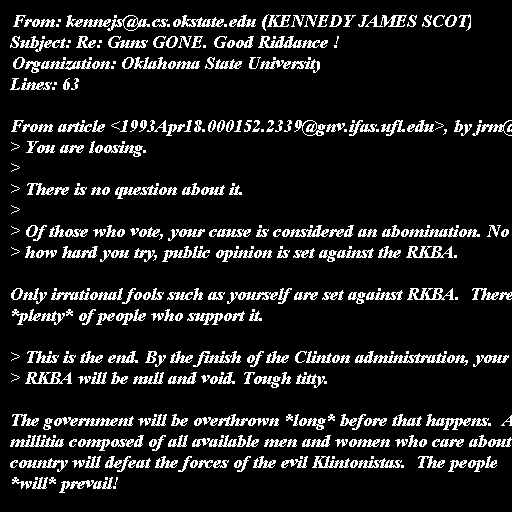 From: kennejs@a.cs.okstate.edu (KENNEDY JAMES SCOT)
Subject: Re: Guns GONE. Good Riddance !
Organization: Oklahoma State University
Lines: 63

From article <1993Apr18.000152.2339@gnv.ifas.ufl.edu>, by jrm@
> You are loosing.
>
> There is no question about it.
>
> Of those who vote, your cause is considered an abomination. No
> how hard you try, public opinion is set against the RKBA.

Only irrational fools such as yourself are set against RKBA.  There
*plenty* of people who support it.

> This is the end. By the finish of the Clinton administration, your
> RKBA will be null and void. Tough titty.

The government will be overthrown *long* before that happens.  A
millitia composed of all available men and women who care about
country will defeat the forces of the evil Klintonistas.  The people
*will* prevail!